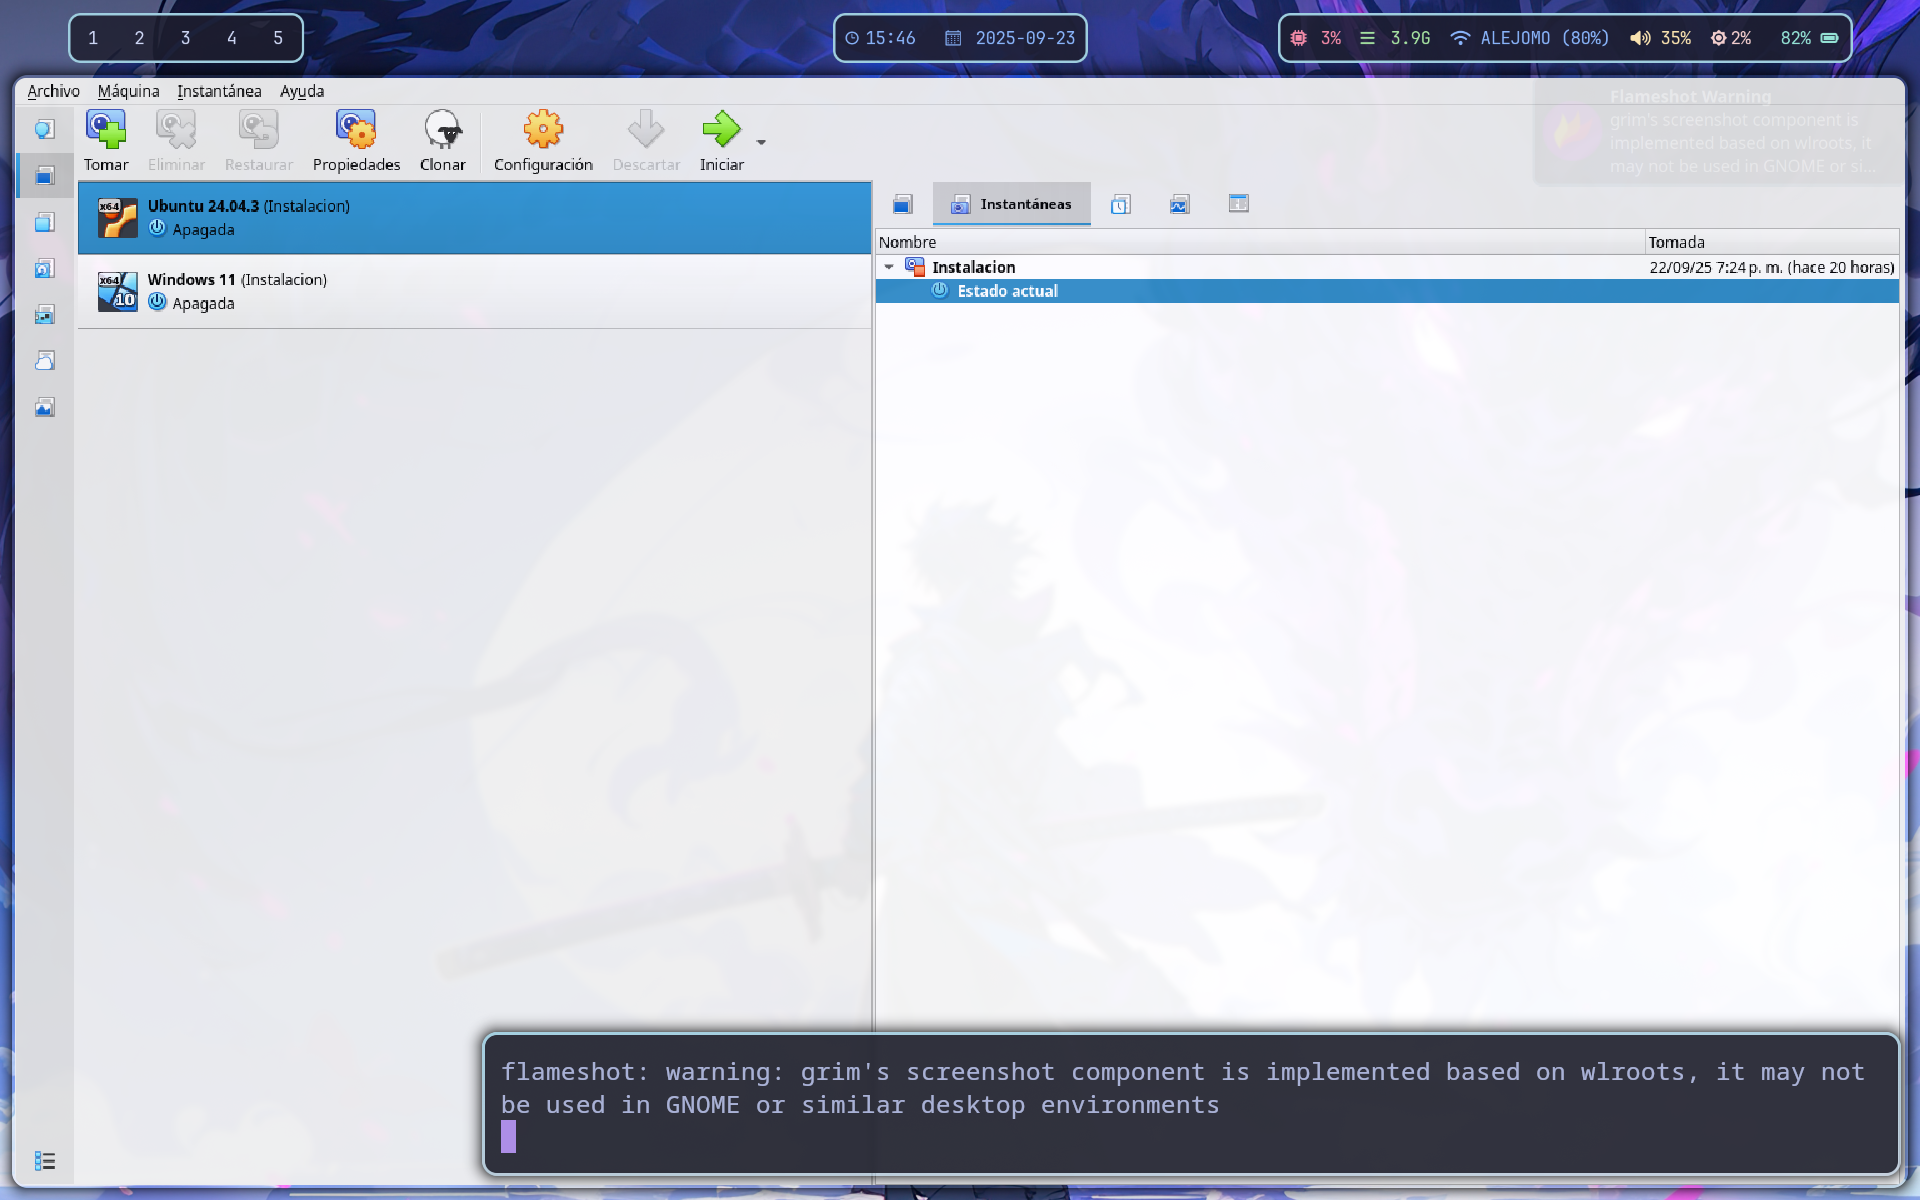 1 2 3 4 5
15:46 2025-09-23
3% 3.9G ALEJOMO (80%) 35% 2% 82%
Archivo Máquina Instantánea Ayuda
Flameshot Warning
grim's screenshot component is
implemented based on wlroots, it
may not be used in GNOME or si...
Tomar Eliminar Restaurar Propiedades Clonar Configuración Descartar Iniciar
x64
Ubuntu 24.04.3 (Instalacion)
Apagada
x64
10
Windows 11 (Instalacion)
Apagada
Instantáneas
Nombre Tomada
Instalacion 22/09/25 7:24 p. m. (hace 20 horas)
Estado actual
flameshot: warning: grim's screenshot component is implemented based on wlroots, it may not
be used in GNOME or similar desktop environments